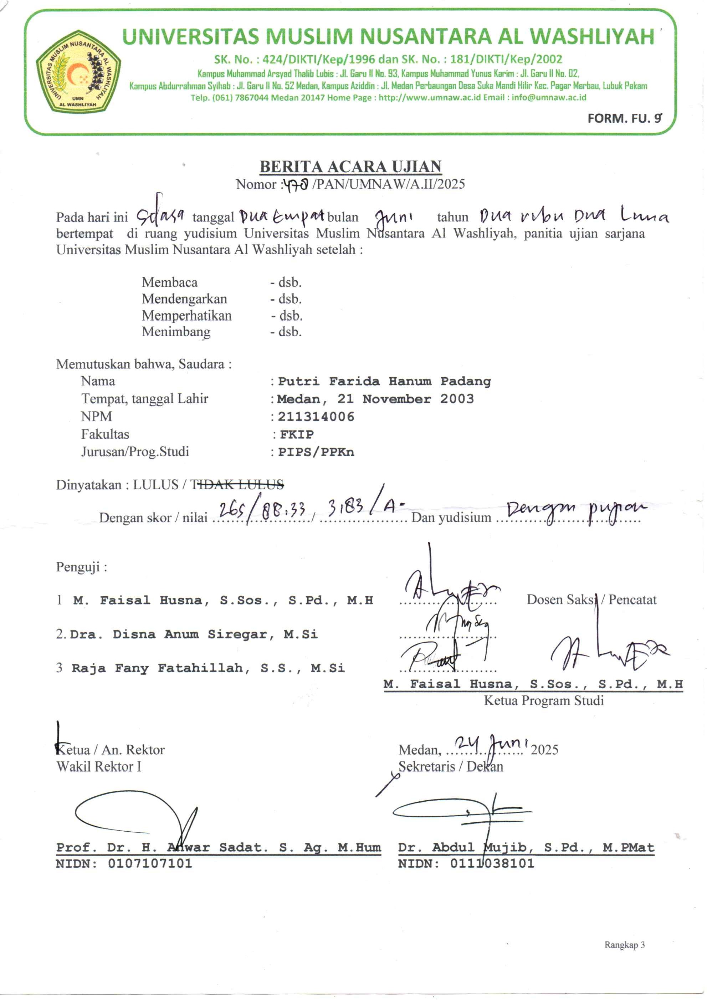 UNIVERSITAS MUSLIM NUSANTARA AL WASHLIYAH
SK. No. : 424/DIKTI/Kep/1996 dan SK. No. : 181/DIKTI/Kep/2002
Kampus Muhammad Arsyad Thalib Lubis : Jl. Garu II No. 93, Kampus Muhammad Yunus Karim : Jl. Garu II No. 02,
Kampus Abdurrahman Syihab : Jl. Garu II No. 52 Medan, Kampus Aziddin : Jl. Medan Perbaungan Desa Suka Mandi Hilir Kec. Pagar Merbau, Lubuk Pakam
Telp. (061) 7867044 Medan 20147 Home Page : http://www.umnaw.ac.id Email : info@umnaw.ac.id
UNIVERSITAS MUSLIM NUSANTARA AL WASHLIYAH
UMN
AL WASHLIYAH
FORM. FU. 9
BERITA ACARA UJIAN
Nomor : 478 /PAN/UMNAW/A.II/2025
Pada hari ini Selasa tanggal Dua Empat bulan Juni tahun Dua ribu Dua Lima
bertempat di ruang yudisium Universitas Muslim Nusantara Al Washliyah, panitia ujian sarjana
Universitas Muslim Nusantara Al Washliyah setelah :
Membaca - dsb.
Mendengarkan - dsb.
Memperhatikan - dsb.
Menimbang - dsb.
Memutuskan bahwa, Saudara :
Nama : Putri Farida Hanum Padang
Tempat, tanggal Lahir : Medan, 21 November 2003
NPM : 211314006
Fakultas : FKIP
Jurusan/Prog.Studi : PIPS/PPKn
Dinyatakan : LULUS / TIDAK LULUS
Dengan skor / nilai 265/88,33 / 3,83/A- Dan yudisium Dengan pujian
Penguji :
1 M. Faisal Husna, S.Sos., S.Pd., M.H
Dosen Saksi / Pencatat
2. Dra. Disna Anum Siregar, M.Si
3 Raja Fany Fatahillah, S.S., M.Si
M. Faisal Husna, S.Sos., S.Pd., M.H
Ketua Program Studi
Ketua / An. Rektor
Wakil Rektor I
Medan, 24 Juni 2025
Sekretaris / Dekan
Prof. Dr. H. Anwar Sadat. S. Ag. M.Hum
NIDN: 0107107101
Dr. Abdul Mujib, S.Pd., M.PMat
NIDN: 0111038101
Rangkap 3